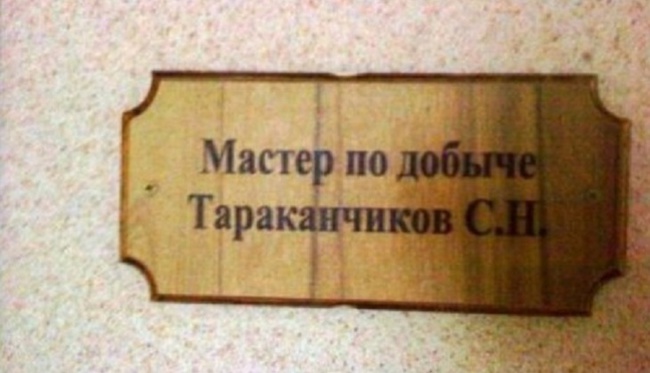 Мастер по добыче
Тараканчиков С.Н.